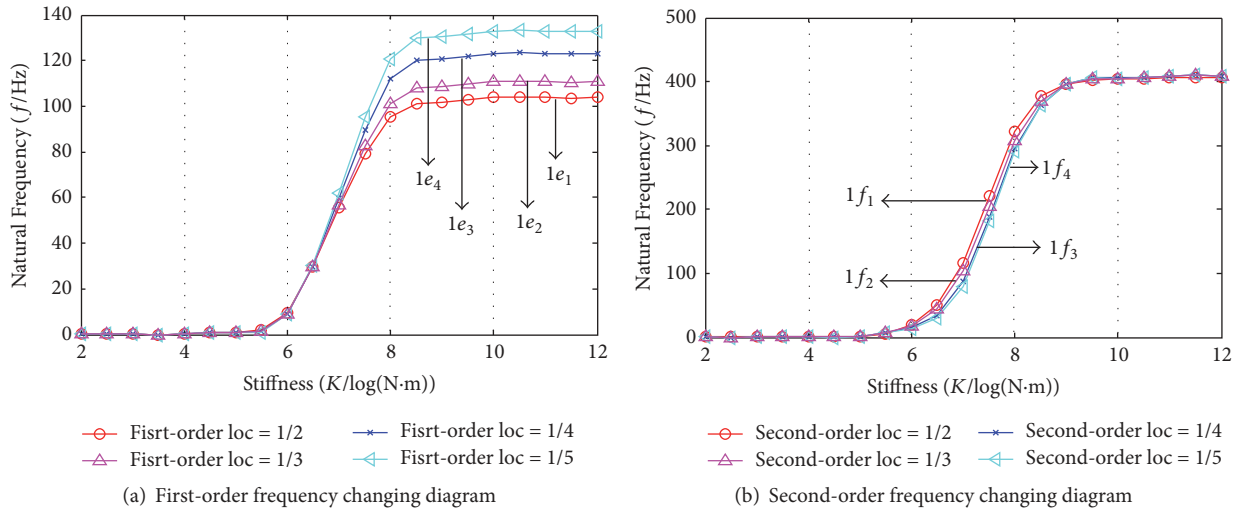 140
120
100
80
60
40
20
0
Natural Frequency (f/Hz)
1e₄
1e₃
1e₂
1e₁
2 4 6 8 10 12
Stiffness (K/log(N·m))
Fisrt-order loc = 1/2
Fisrt-order loc = 1/3
Fisrt-order loc = 1/4
Fisrt-order loc = 1/5
(a) First-order frequency changing diagram
500
400
300
200
100
0
Natural Frequency (f/Hz)
1f₁
1f₂
1f₄
1f₃
2 4 6 8 10 12
Stiffness (K/log(N·m))
Second-order loc = 1/2
Second-order loc = 1/3
Second-order loc = 1/4
Second-order loc = 1/5
(b) Second-order frequency changing diagram